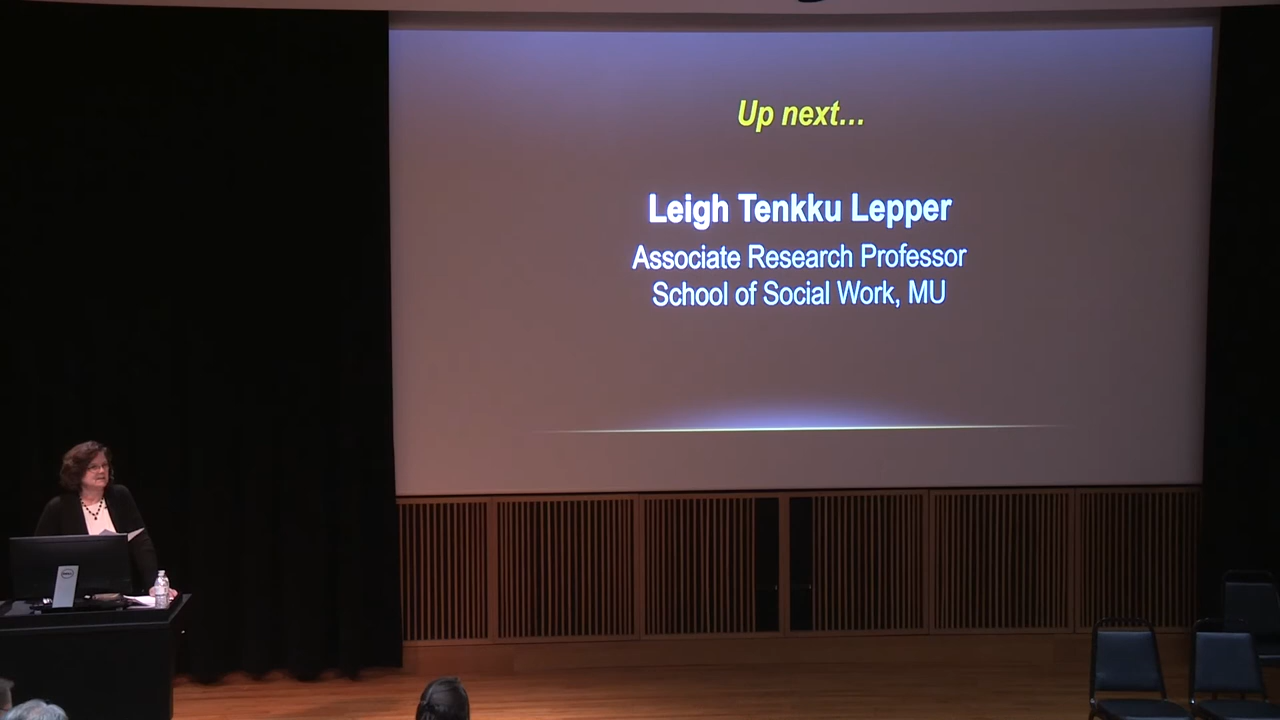 Up next...
Leigh Tenkku Lepper
Associate Research Professor
School of Social Work, MU